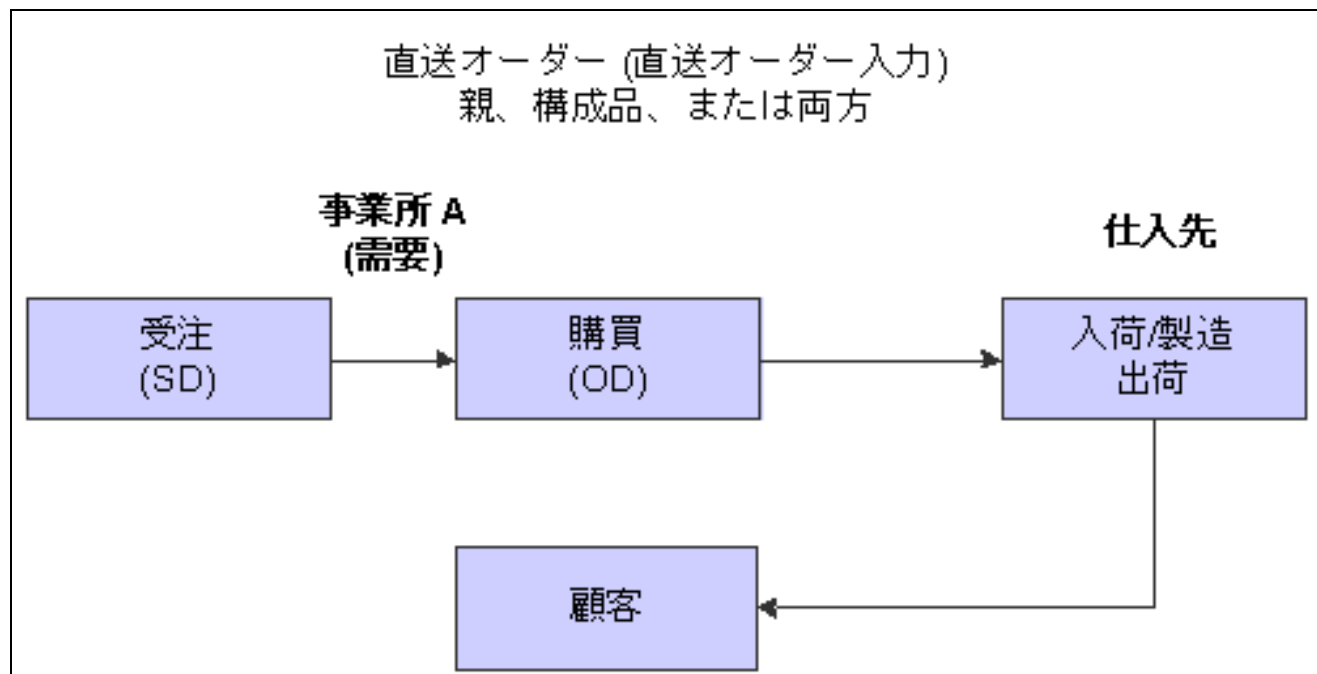 直送オーダー (直送オーダー入力)
親、構成品、または両方
事業所 A
(需要)
仕入先
受注
(SD)
購買
(OD)
入荷/製造
出荷
顧客